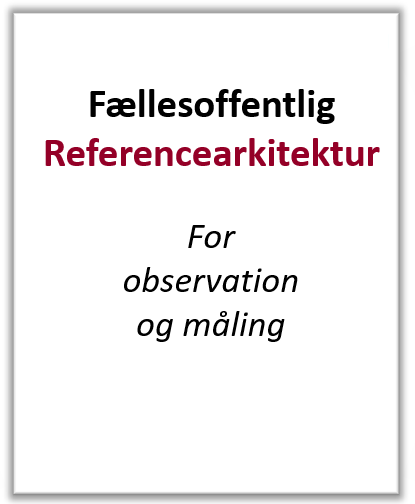 Fællesoffentlig
Referencearkitektur
For
observation
og måling